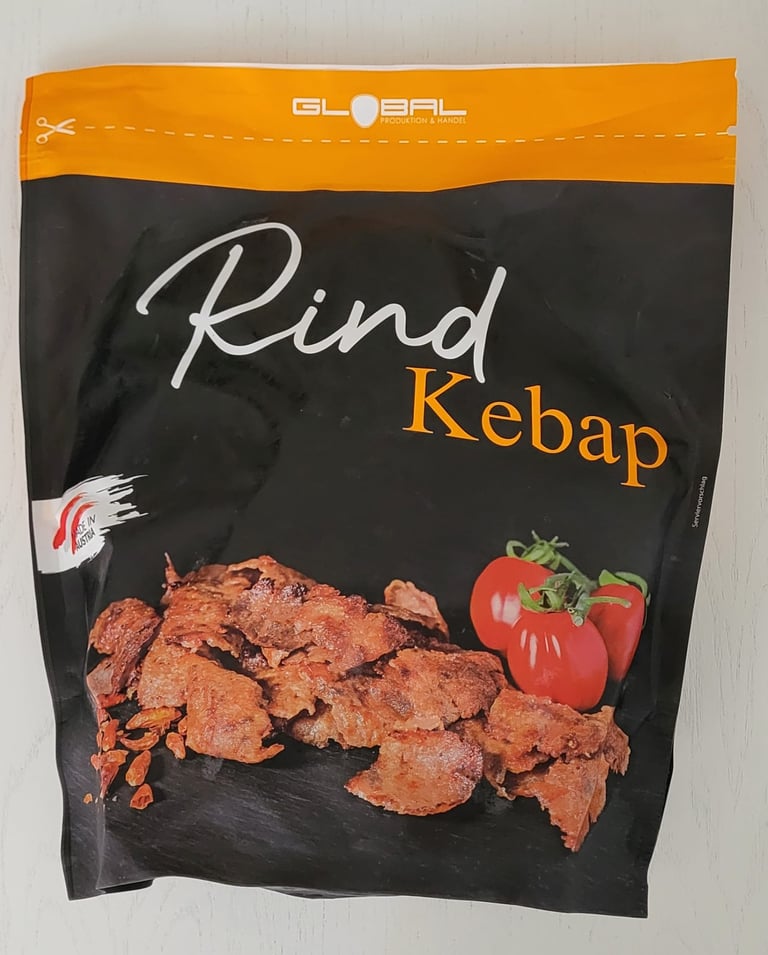 GLOBAL
PRODUKTION & HANDEL
Rind
Kebap
Serviervorschlag
MADE IN
AUSTRIA